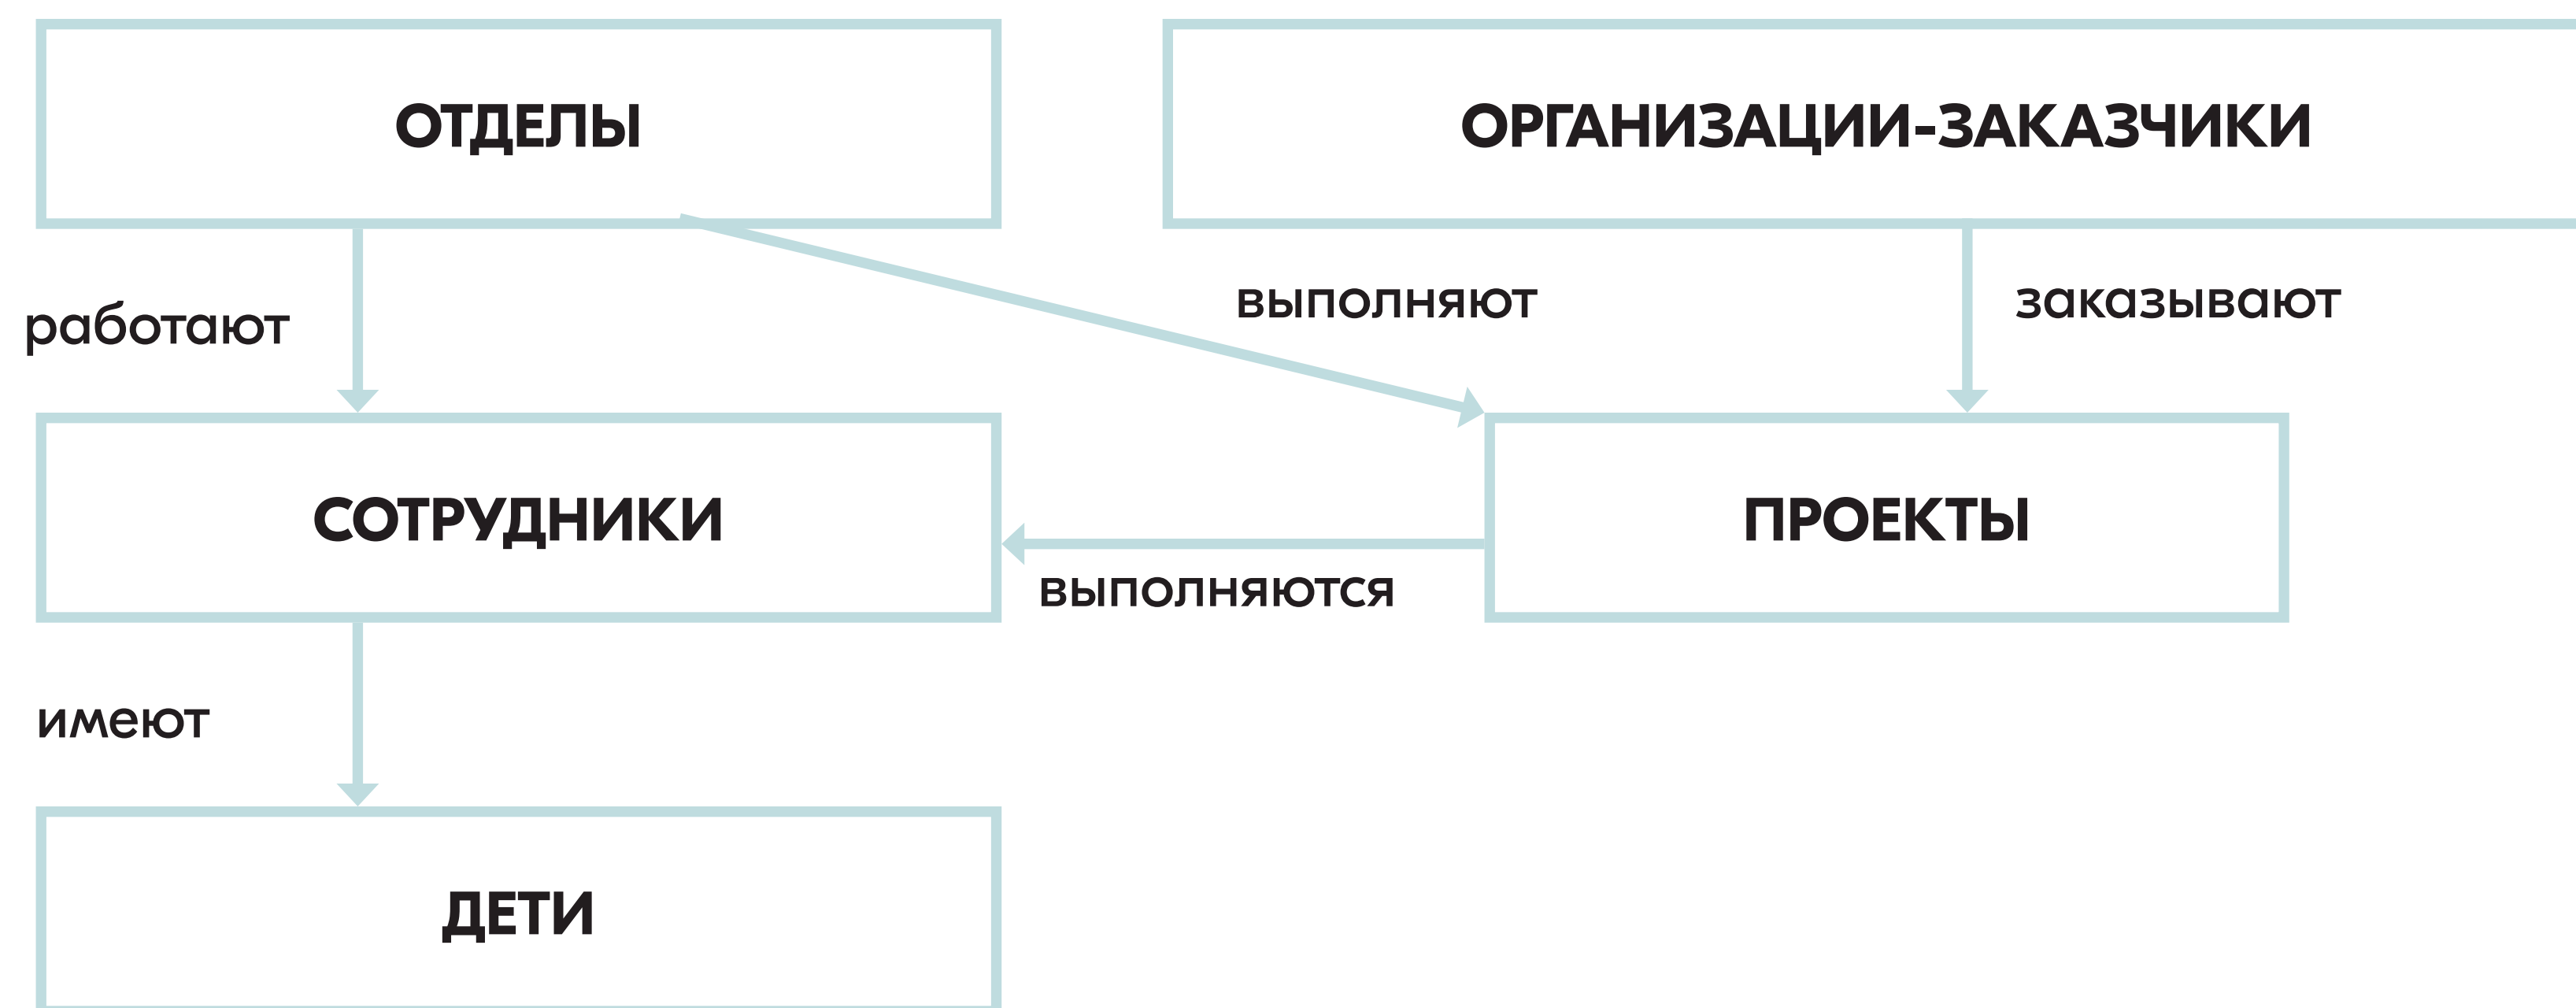 ОТДЕЛЫ
ОРГАНИЗАЦИИ-ЗАКАЗЧИКИ
работают
выполняют
заказывают
СОТРУДНИКИ
ПРОЕКТЫ
выполняются
имеют
ДЕТИ